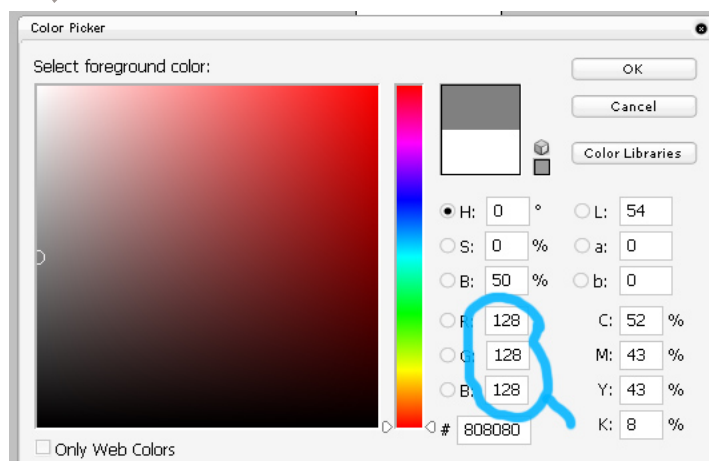 Color Picker
Select foreground color:
OK
Cancel
Color Libraries
H: 0 ° L: 54
S: 0 % a: 0
B: 50 % b: 0
R: 128 C: 52 %
G: 128 M: 43 %
B: 128 Y: 43 %
# 808080 K: 8 %
Only Web Colors